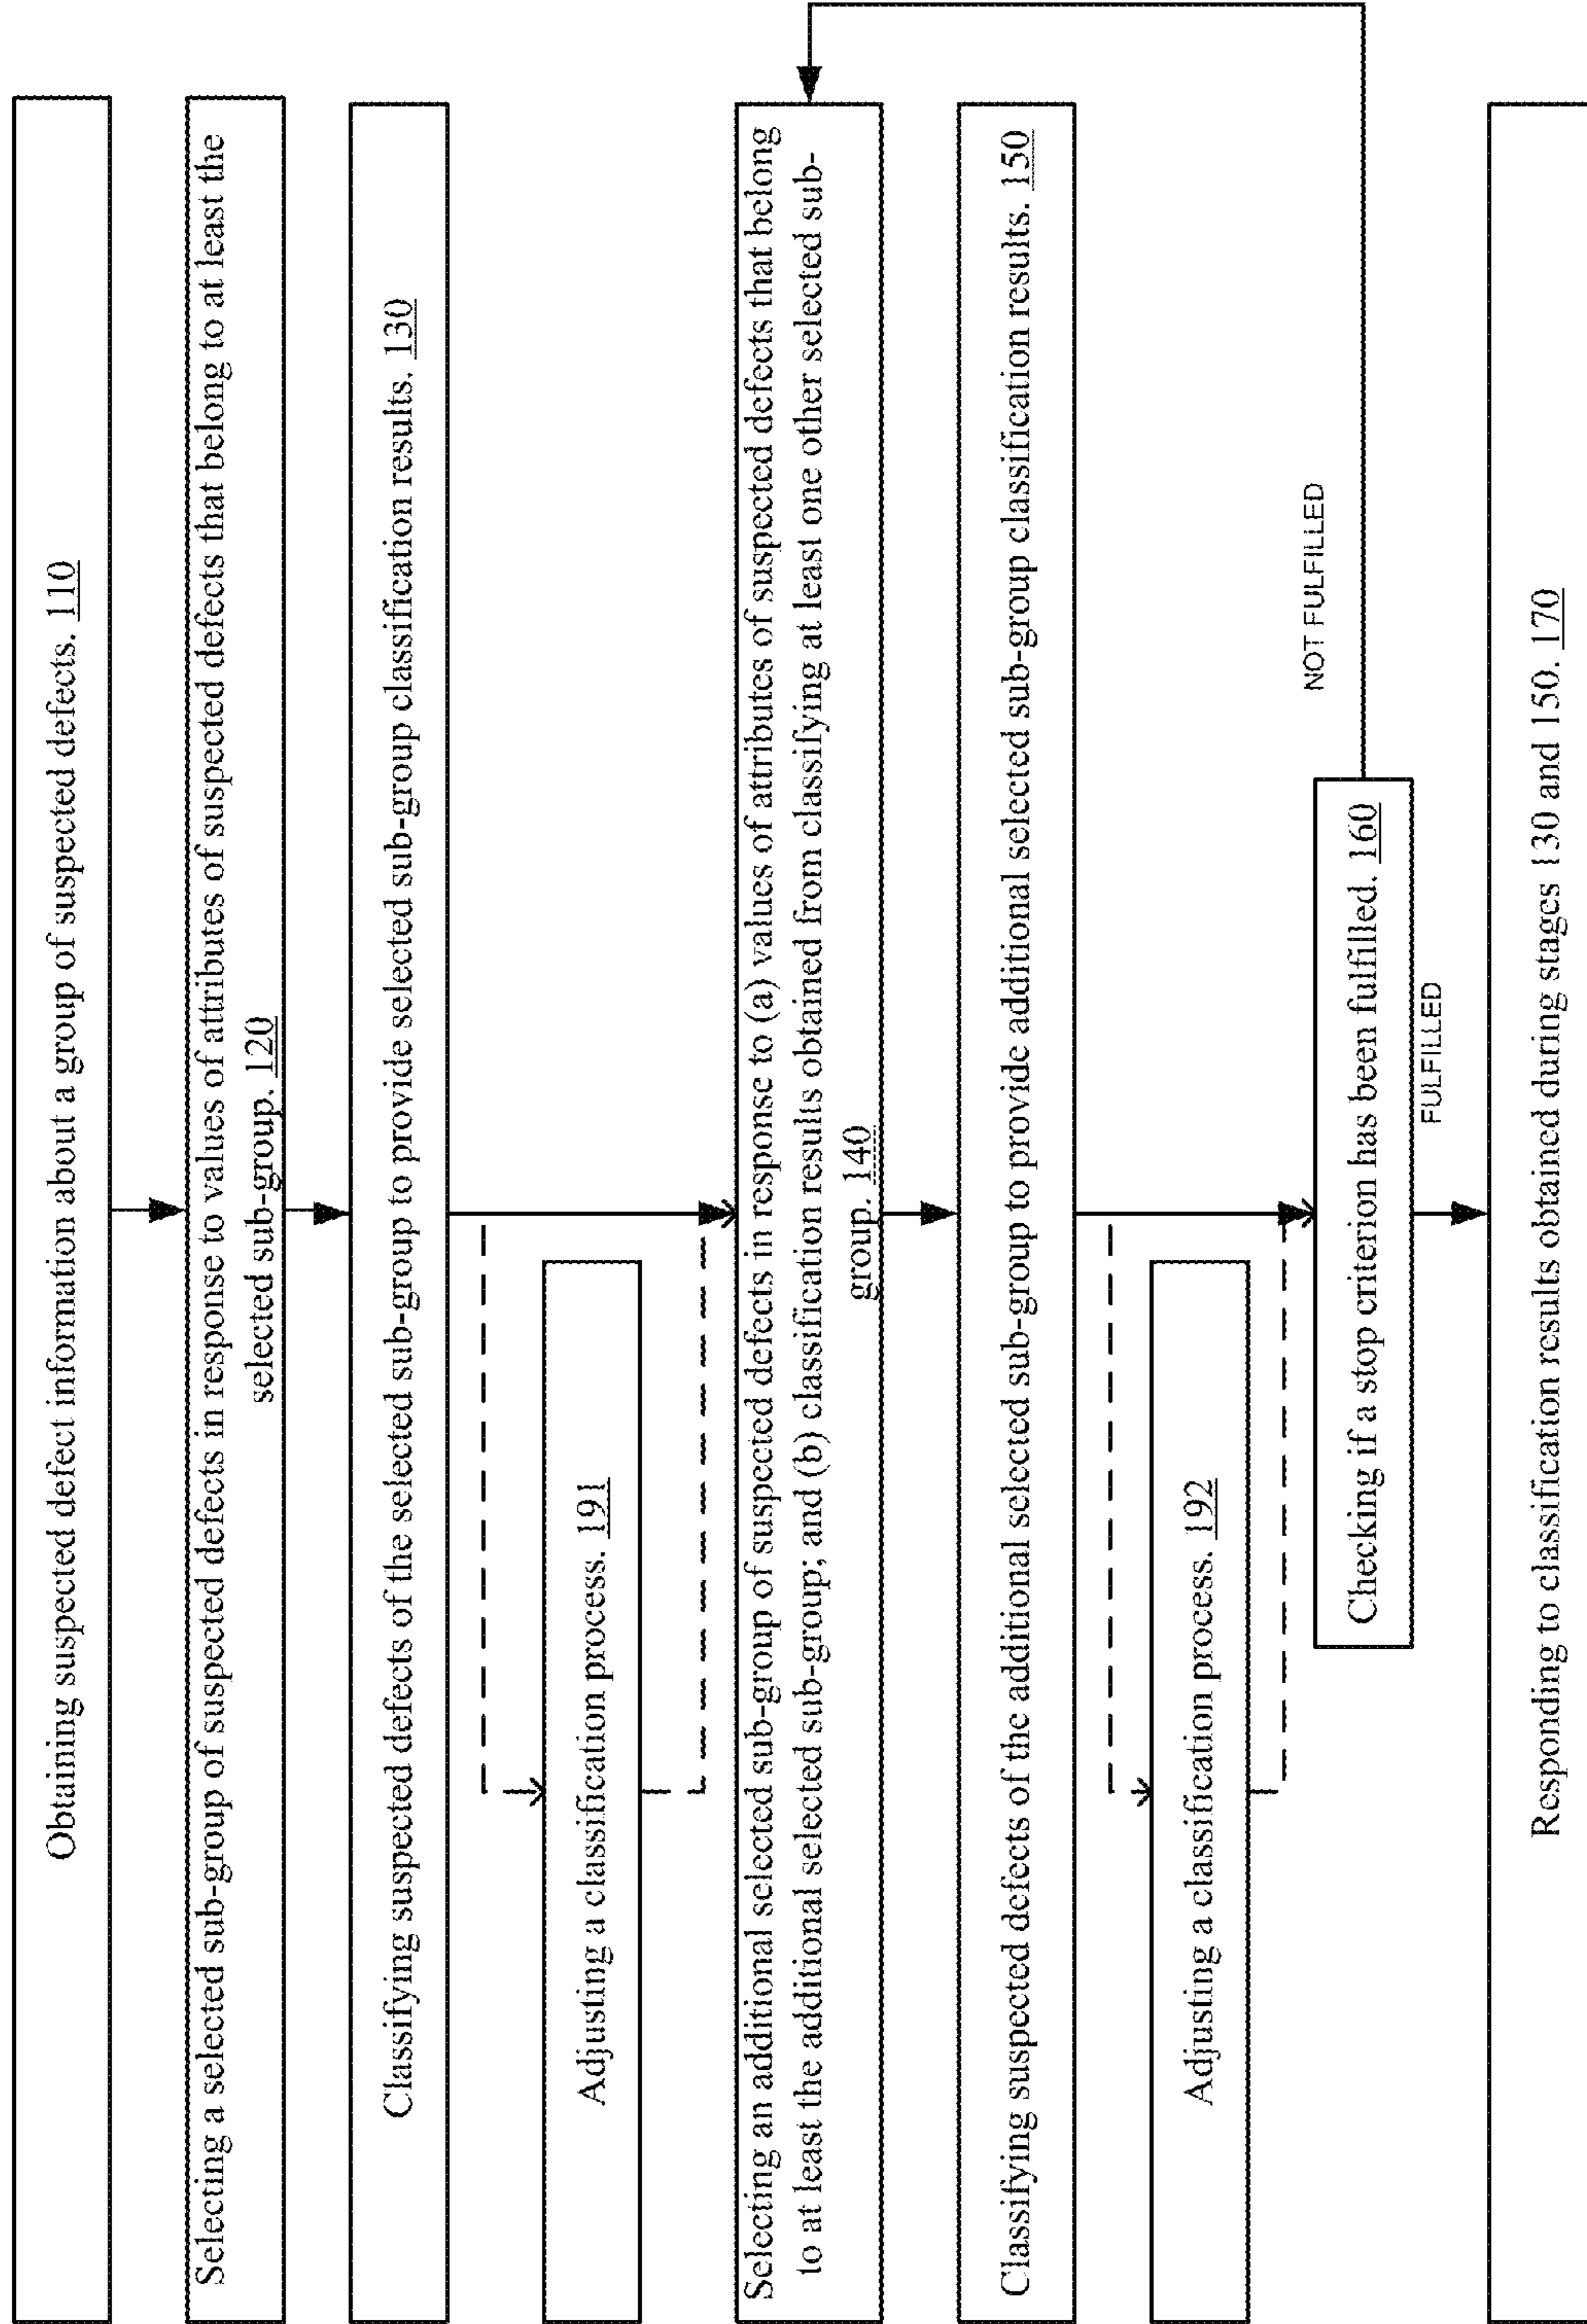 Obtaining suspected defect information about a group of suspected defects. 110
Selecting a selected sub-group of suspected defects in response to values of attributes of suspected defects that belong to at least the
selected sub-group. 120
Classifying suspected defects of the selected sub-group to provide selected sub-group classification results. 130
Adjusting a classification process. 191
Selecting an additional selected sub-group of suspected defects in response to (a) values of attributes of suspected defects that belong
to at least the additional selected sub-group; and (b) classification results obtained from classifying at least one other selected sub-
group. 140
Classifying suspected defects of the additional selected sub-group to provide additional selected sub-group classification results. 150
Adjusting a classification process. 192
Checking if a stop criterion has been fulfilled. 160
NOT FULFILLED
FULFILLED
Responding to classification results obtained during stages 130 and 150. 170